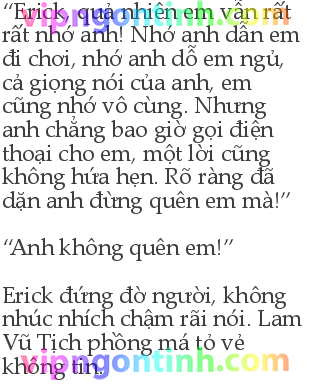 “Erick, quả nhiên em vẫn rất
rất nhớ anh! Nhớ anh dẫn em
đi chơi, nhớ anh dỗ em ngủ,
cả giọng nói của anh, em
cũng nhớ vô cùng. Nhưng
anh chẳng bao giờ gọi điện
thoại cho em, một lời cũng
không hứa hẹn. Rõ ràng đã
dặn anh đừng quên em mà!”
“Anh không quên em!”
Erick đứng đờ người, không
nhúc nhích chậm rãi nói. Lam
Vũ Tịch phồng má tỏ vẻ
không tin.
vipngontinh.com
vipngontinh.com
vipngontinh.com